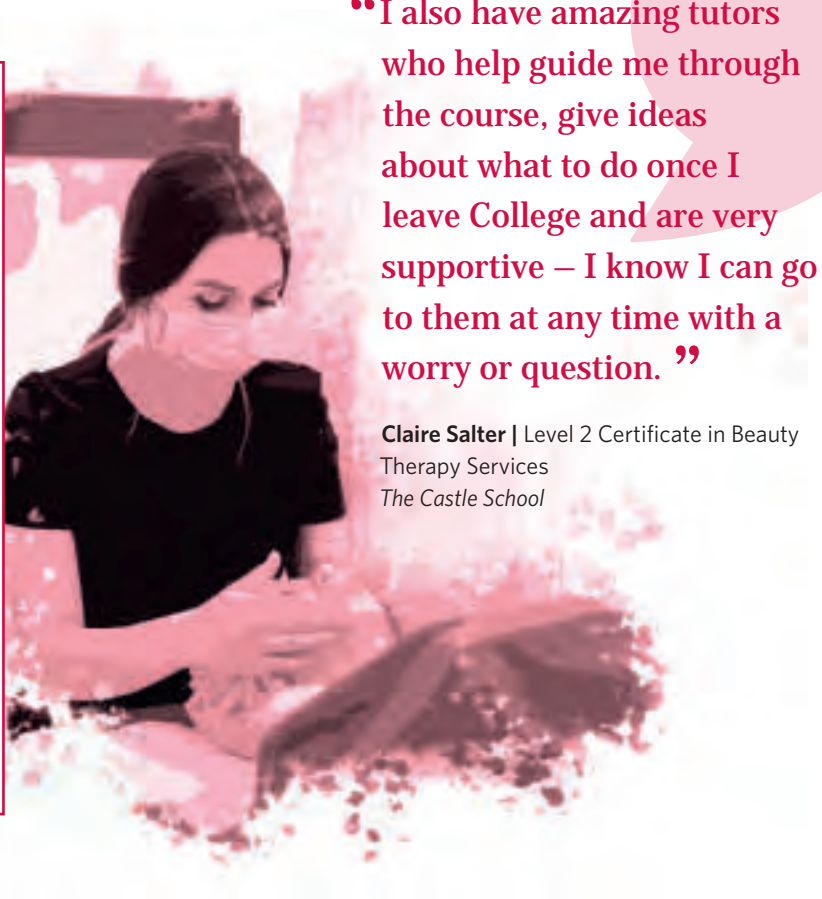 “I also have amazing tutors
who help guide me through
the course, give ideas
about what to do once I
leave College and are very
supportive – I know I can go
to them at any time with a
worry or question. ”
Claire Salter | Level 2 Certificate in Beauty
Therapy Services
The Castle School